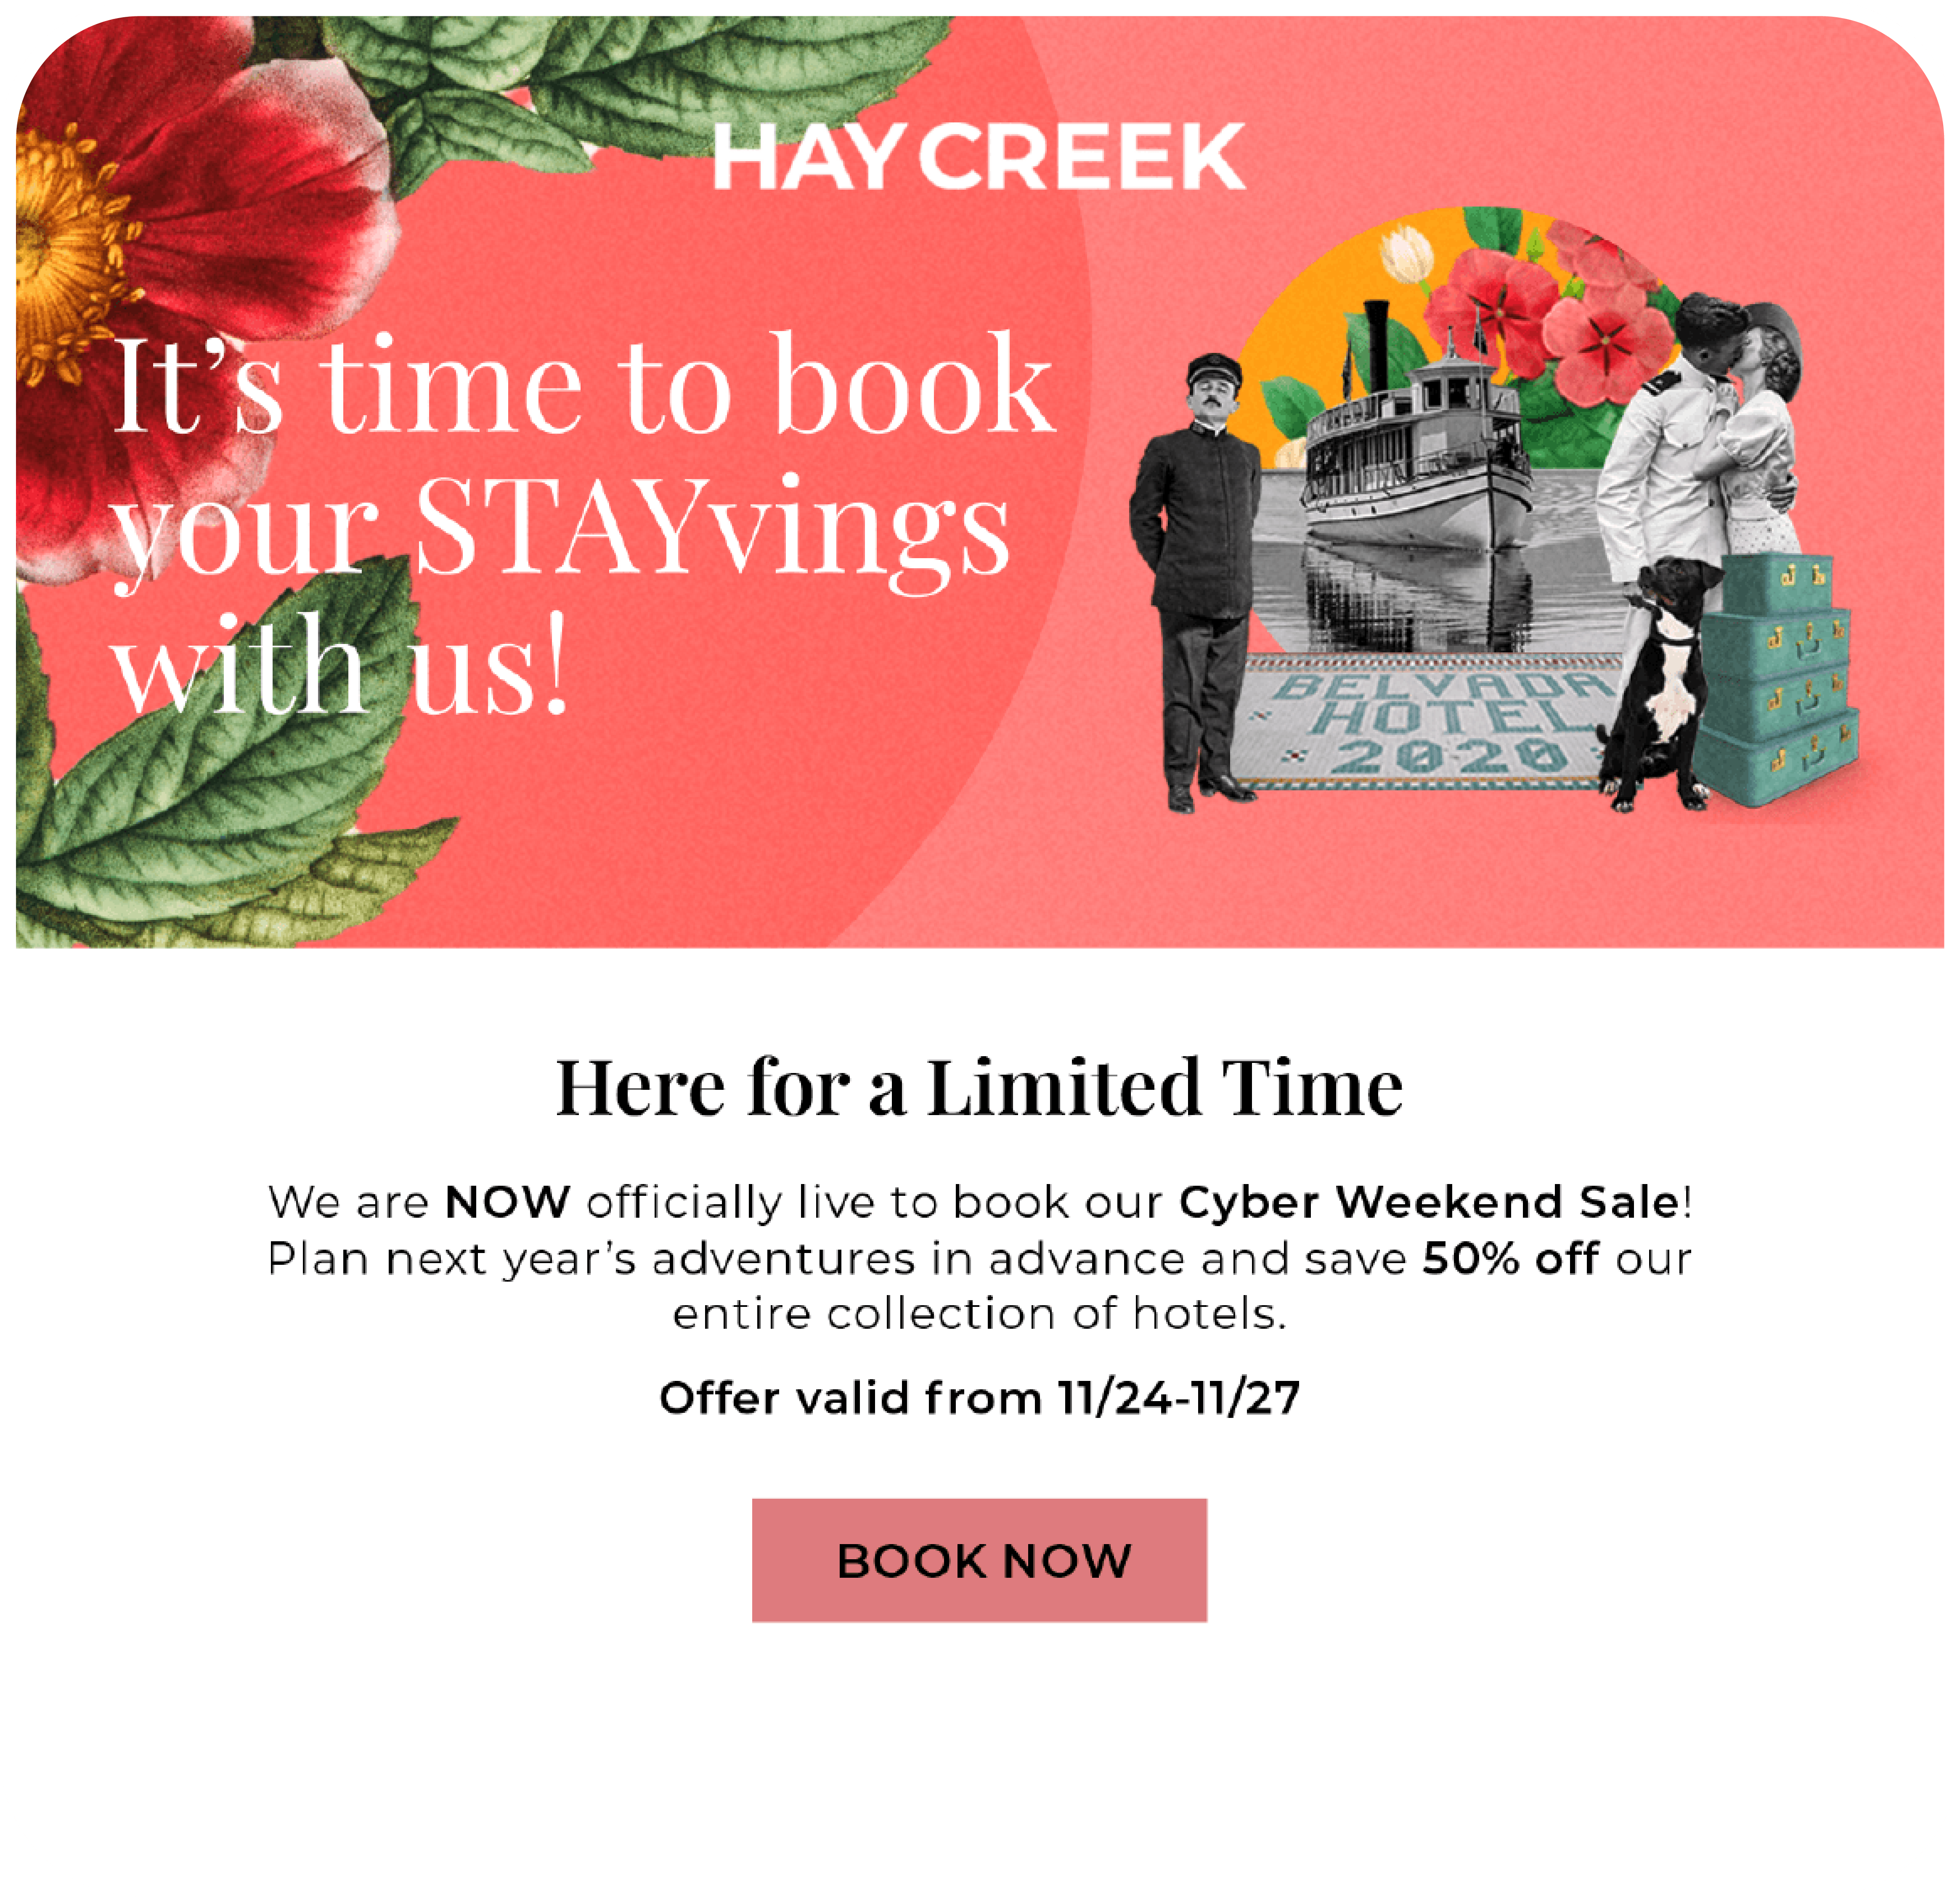 HAY CREEK
It’s time to book
your STAYvings
with us!
BELVADA
HOTEL
2020
Here for a Limited Time
We are NOW officially live to book our Cyber Weekend Sale!
Plan next year’s adventures in advance and save 50% off our
entire collection of hotels.
Offer valid from 11/24-11/27
BOOK NOW